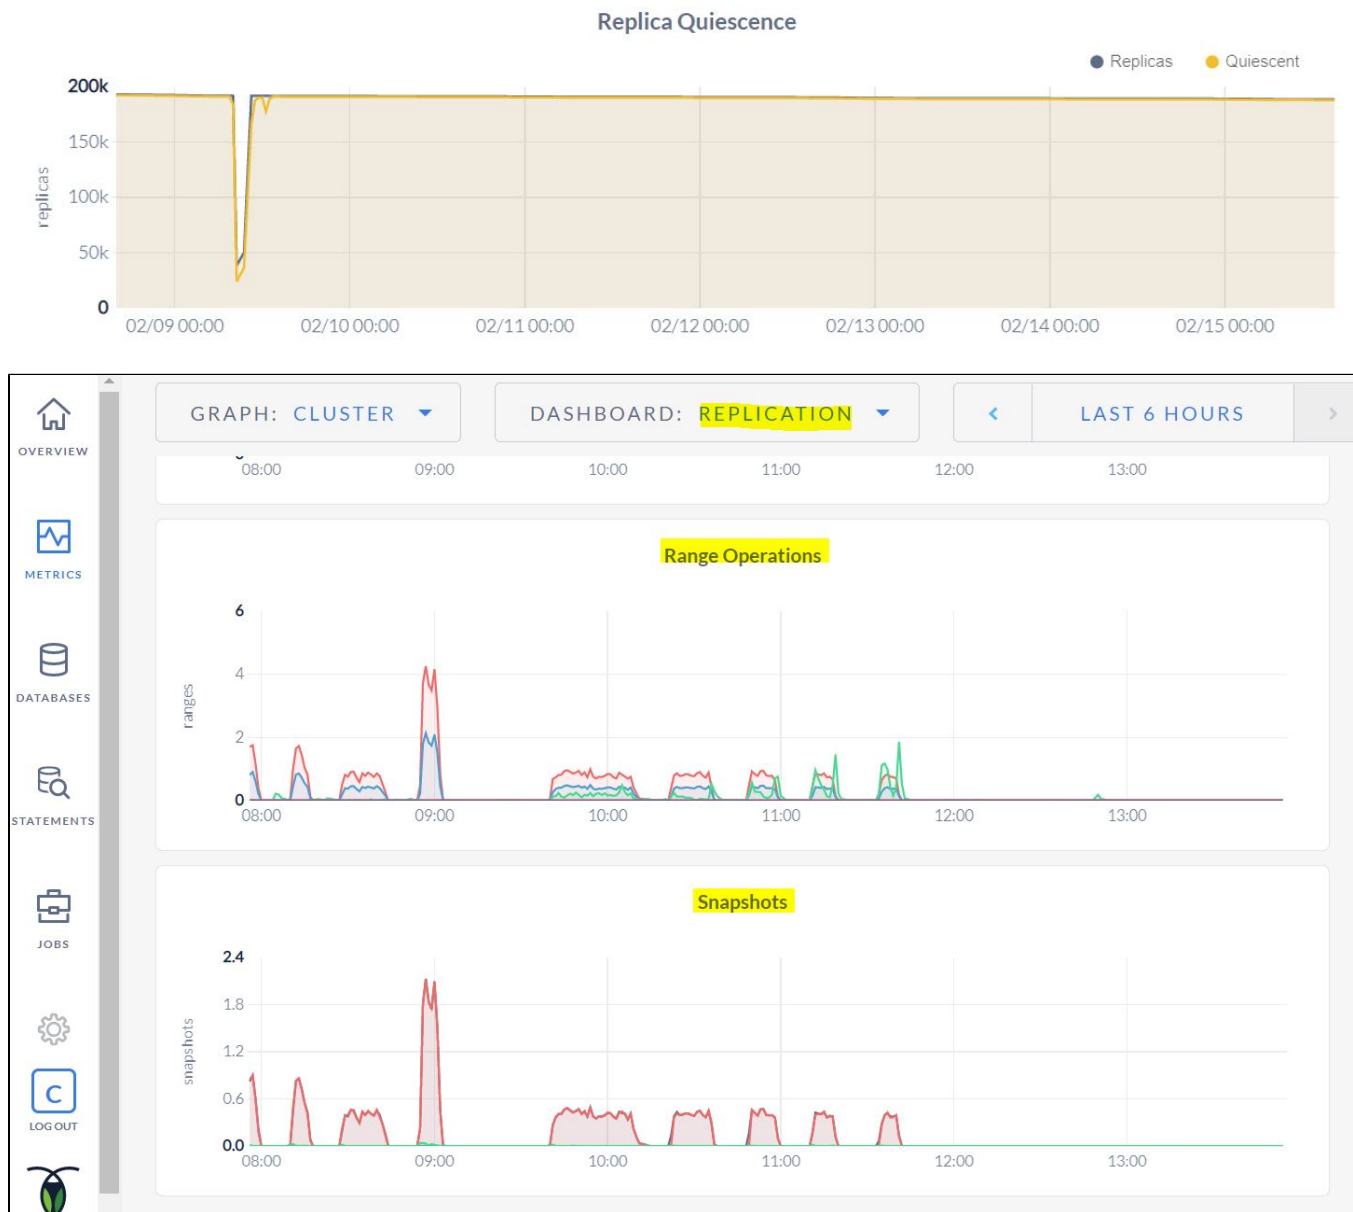 Replica Quiescence
Replicas Quiescent
200k
150k
100k
50k
0
replicas
02/09 00:00 02/10 00:00 02/11 00:00 02/12 00:00 02/13 00:00 02/14 00:00 02/15 00:00
GRAPH: CLUSTER DASHBOARD: REPLICATION < LAST 6 HOURS >
OVERVIEW
METRICS
DATABASES
STATEMENTS
JOBS
C
LOG OUT
08:00 09:00 10:00 11:00 12:00 13:00
Range Operations
6
4
2
0
ranges
08:00 09:00 10:00 11:00 12:00 13:00
Snapshots
2.4
1.8
1.2
0.6
0.0
snapshots
08:00 09:00 10:00 11:00 12:00 13:00